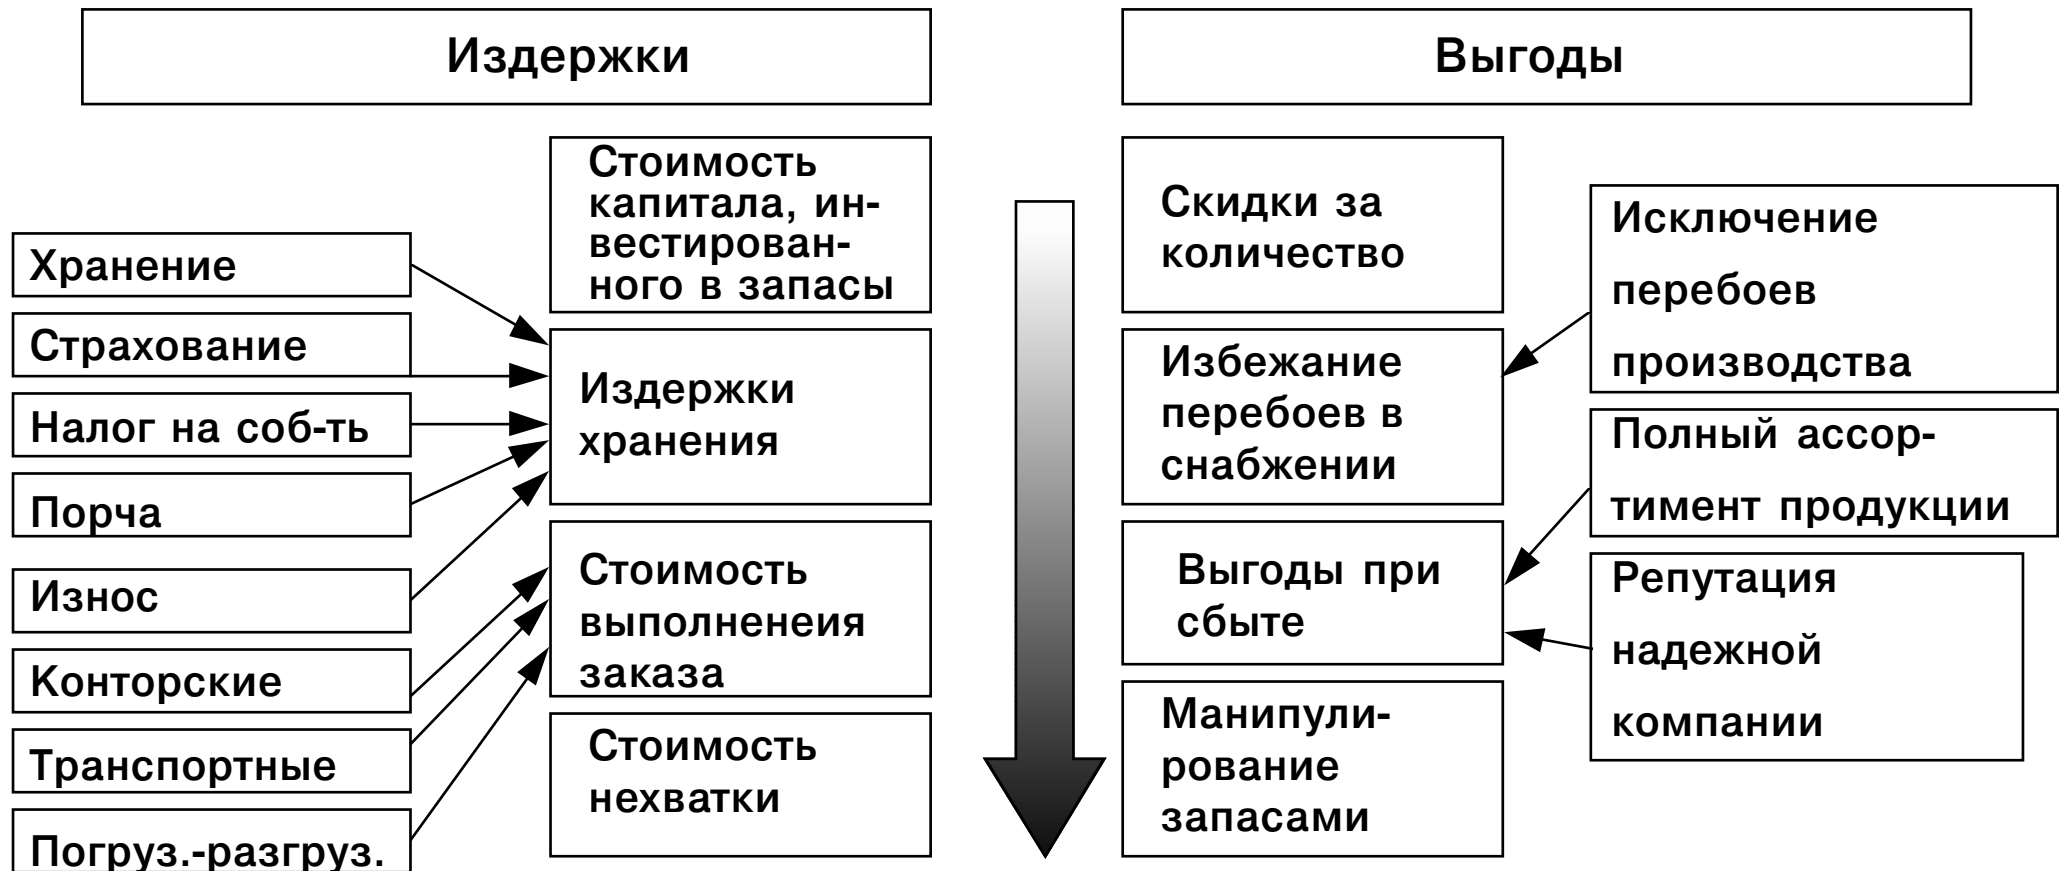 Издержки
Выгоды
Хранение
Страхование
Налог на соб-ть
Порча
Износ
Конторские
Транспортные
Погруз.-разгруз.
Стоимость
капитала, ин-
вестирован-
ного в запасы
Издержки
хранения
Стоимость
выполненеия
заказа
Стоимость
нехватки
Скидки за
количество
Избежание
перебоев в
снабжении
Выгоды при
сбыте
Манипули-
рование
запасами
Исключение
перебоев
производства
Полный ассор-
тимент продукции
Репутация
надежной
компании